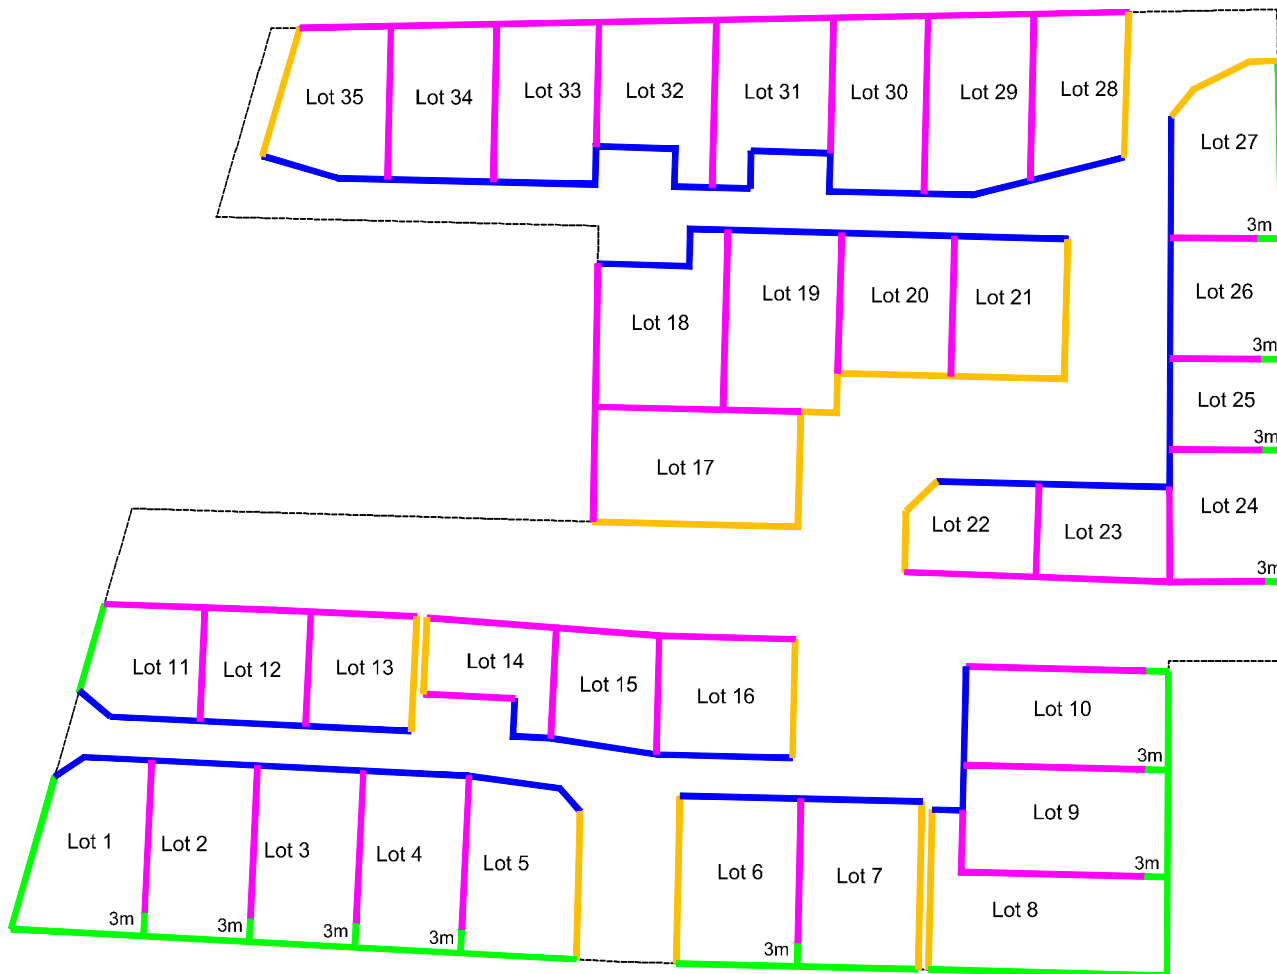 Lot 35
Lot 34
Lot 33
Lot 32
Lot 31
Lot 30
Lot 29
Lot 28
Lot 27
3m
Lot 18
Lot 19
Lot 20
Lot 21
Lot 26
3m
Lot 25
3m
Lot 17
Lot 22
Lot 23
Lot 24
3m
Lot 11
Lot 12
Lot 13
Lot 14
Lot 15
Lot 16
Lot 10
3m
Lot 9
3m
Lot 1
Lot 2
Lot 3
Lot 4
Lot 5
Lot 6
Lot 7
Lot 8
3m
3m
3m
3m
3m